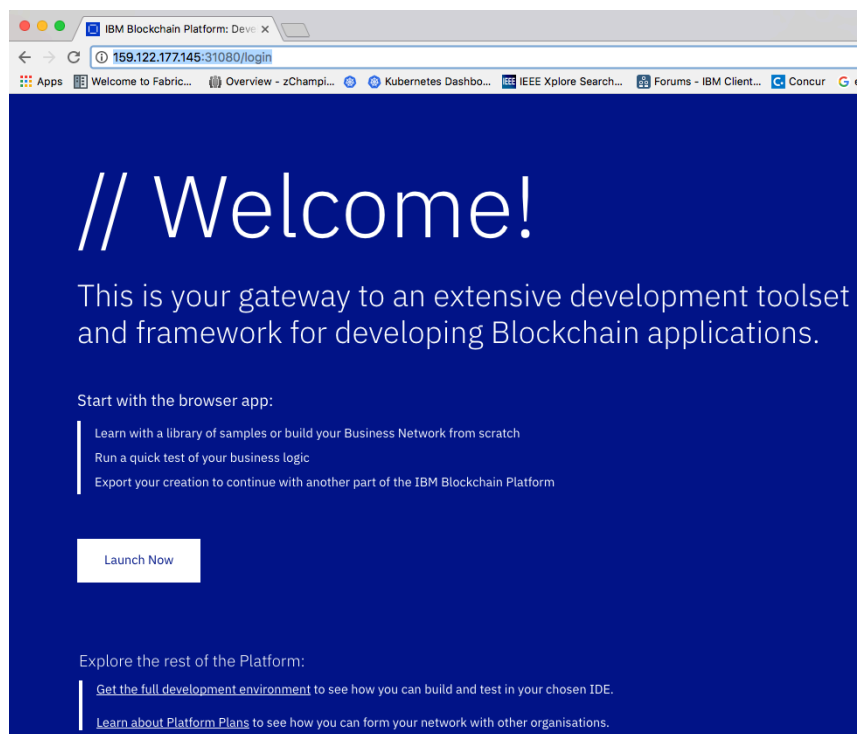 IBM Blockchain Platform: Deve
159.122.177.145:31080/login
Apps Welcome to Fabric... Overview - zChampi... Kubernetes Dashbo... IEEE IEEE Xplore Search... Forums - IBM Client... C. Concur G e
// Welcome!
This is your gateway to an extensive development toolset
and framework for developing Blockchain applications.
Start with the browser app:
Learn with a library of samples or build your Business Network from scratch
Run a quick test of your business logic
Export your creation to continue with another part of the IBM Blockchain Platform
Launch Now
Explore the rest of the Platform:
Get the full development environment to see how you can build and test in your chosen IDE.
Learn about Platform Plans to see how you can form your network with other organisations.